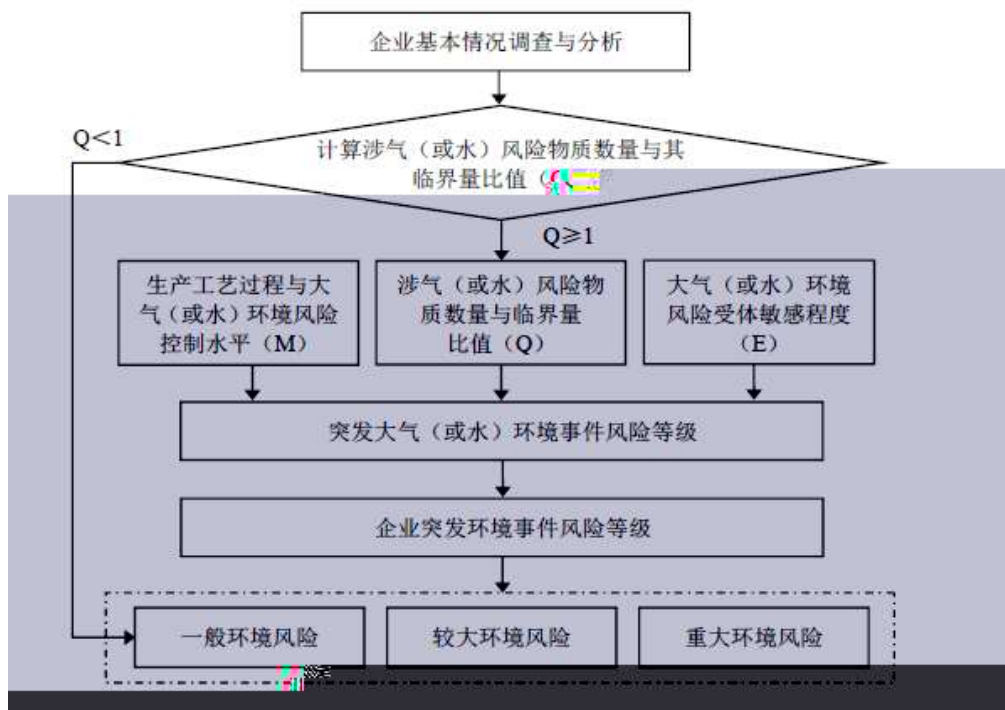 企业基本情况调查与分析
Q<1
计算涉气（或水）风险物质数量与其
临界量比值（
Q≥1
生产工艺过程与大
气（或水）环境风险
控制水平（M）
涉气（或水）风险物
质数量与临界量
比值（Q）
大气（或水）环境
风险受体敏感程度
（E）
突发大气（或水）环境事件风险等级
企业突发环境事件风险等级
一般环境风险
较大环境风险
重大环境风险